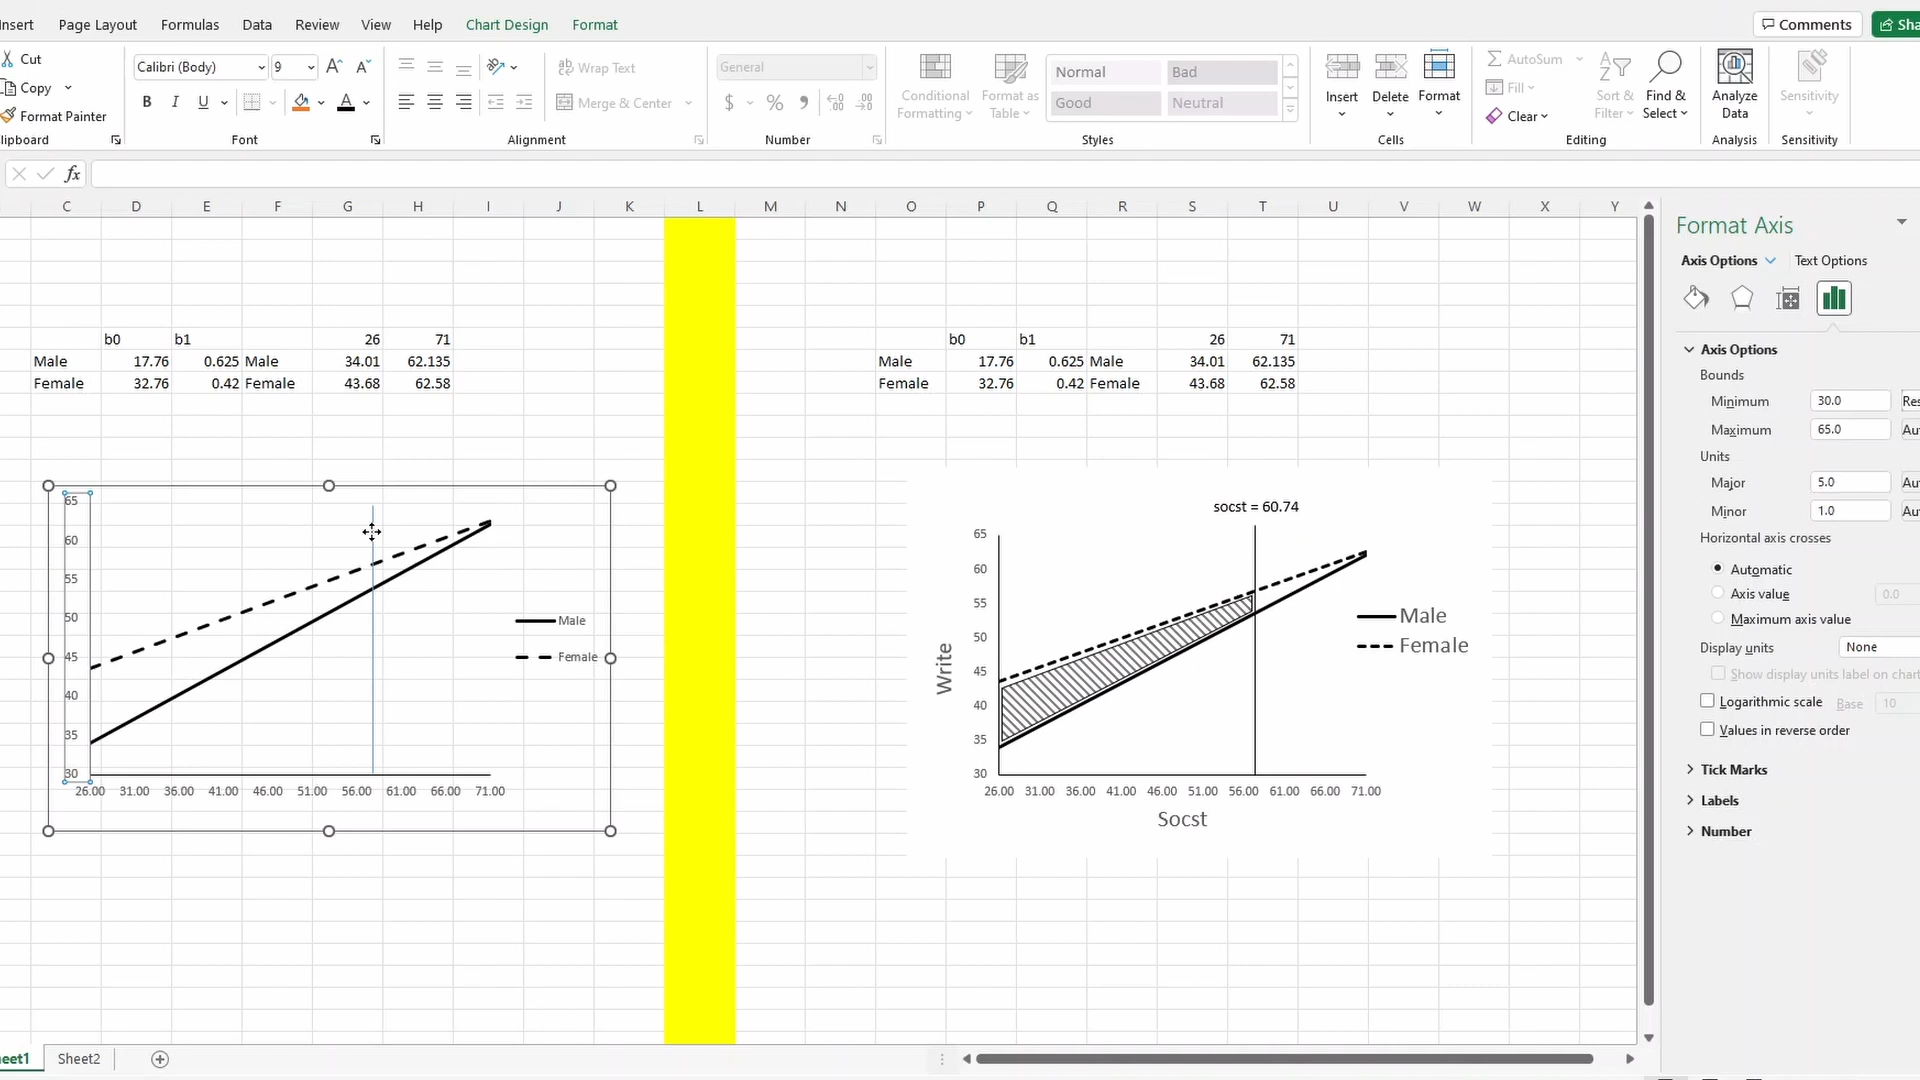 nsert Page Layout Formulas Data Review View Help Chart Design Format Comments Sha
Cut
Copy
Format Painter
lipboard
Calibri (Body) 9 A A
B I U A
Font
Wrap Text
Merge & Center
Alignment
General
$ % ,
Number
Conditional Formatting
Format as Table
Normal Bad
Good Neutral
Styles
Insert Delete Format
Cells
AutoSum
Fill
Clear
Sort & Filter
Find & Select
Editing
Analyze Data
Analysis
Sensitivity
Sensitivity
fx
C D E F G H I J K L M N O P Q R S T U V W X Y
b0 b1 26 71
Male 17.76 0.625 Male 34.01 62.135
Female 32.76 0.42 Female 43.68 62.58
b0 b1 26 71
Male 17.76 0.625 Male 34.01 62.135
Female 32.76 0.42 Female 43.68 62.58
65
60
55
50
45
40
35
30
26.00 31.00 36.00 41.00 46.00 51.00 56.00 61.00 66.00 71.00
Male
Female
socst = 60.74
65
60
55
50
45
40
35
30
Write
26.00 31.00 36.00 41.00 46.00 51.00 56.00 61.00 66.00 71.00
Socst
Male
Female
Format Axis
Axis Options Text Options
Axis Options
Bounds
Minimum 30.0 Res
Maximum 65.0 Au
Units
Major 5.0 Au
Minor 1.0 Au
Horizontal axis crosses
Automatic
Axis value 0.0
Maximum axis value
Display units None
Show display units label on chart
Logarithmic scale Base 10
Values in reverse order
Tick Marks
Labels
Number
eet1 Sheet2